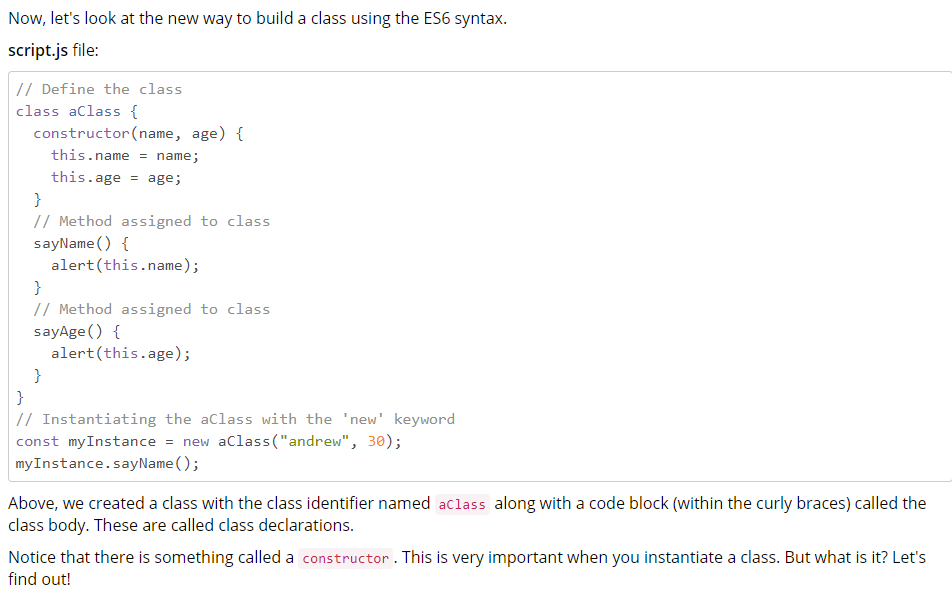 Now, let's look at the new way to build a class using the ES6 syntax.
script.js file:
// Define the class
class aClass {
  constructor(name, age) {
    this.name = name;
    this.age = age;
  }
  // Method assigned to class
  sayName() {
    alert(this.name);
  }
  // Method assigned to class
  sayAge() {
    alert(this.age);
  }
}
// Instantiating the aClass with the 'new' keyword
const myInstance = new aClass("andrew", 30);
myInstance.sayName();
Above, we created a class with the class identifier named aClass along with a code block (within the curly braces) called the
class body. These are called class declarations.
Notice that there is something called a constructor. This is very important when you instantiate a class. But what is it? Let's
find out!